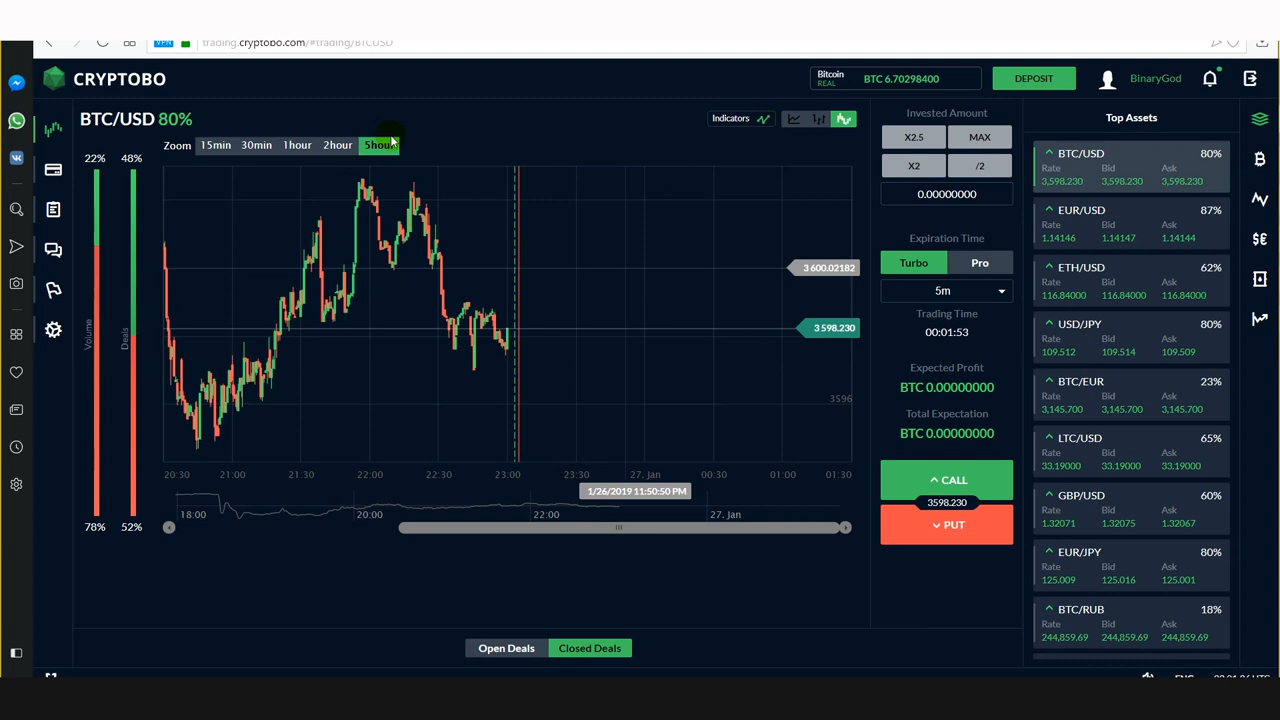 VPN trading.cryptobo.com/#trading/BTCUSD
CRYPTOBO
Bitcoin
REAL
BTC 6.70298400
DEPOSIT
BinaryGod
BTC/USD 80%
Indicators
Zoom 15min 30min 1hour 2hour 5hour
22% 48%
Volume
Deals
78% 52%
3 600.02182
3 598.230
3596
20:30 21:00 21:30 22:00 22:30 23:00 23:30 27. Jan 00:30 01:00 01:30
1/26/2019 11:50:50 PM
18:00 20:00 22:00 27. Jan
Open Deals Closed Deals
Invested Amount
X2.5 MAX
X2 /2
0.00000000
Expiration Time
Turbo Pro
5m
Trading Time
00:01:53
Expected Profit
BTC 0.00000000
Total Expectation
BTC 0.00000000
CALL
3598.230
PUT
Top Assets
BTC/USD 80%
Rate Bid Ask
3,598.230 3,598.230 3,598.230
EUR/USD 87%
Rate Bid Ask
1.14146 1.14147 1.14144
ETH/USD 62%
Rate Bid Ask
116.84000 116.84000 116.84000
USD/JPY 80%
Rate Bid Ask
109.512 109.514 109.509
BTC/EUR 23%
Rate Bid Ask
3,145.700 3,145.700 3,145.700
LTC/USD 65%
Rate Bid Ask
33.19000 33.19000 33.19000
GBP/USD 60%
Rate Bid Ask
1.32071 1.32075 1.32067
EUR/JPY 80%
Rate Bid Ask
125.009 125.016 125.001
BTC/RUB 18%
Rate Bid Ask
244,859.69 244,859.69 244,859.69